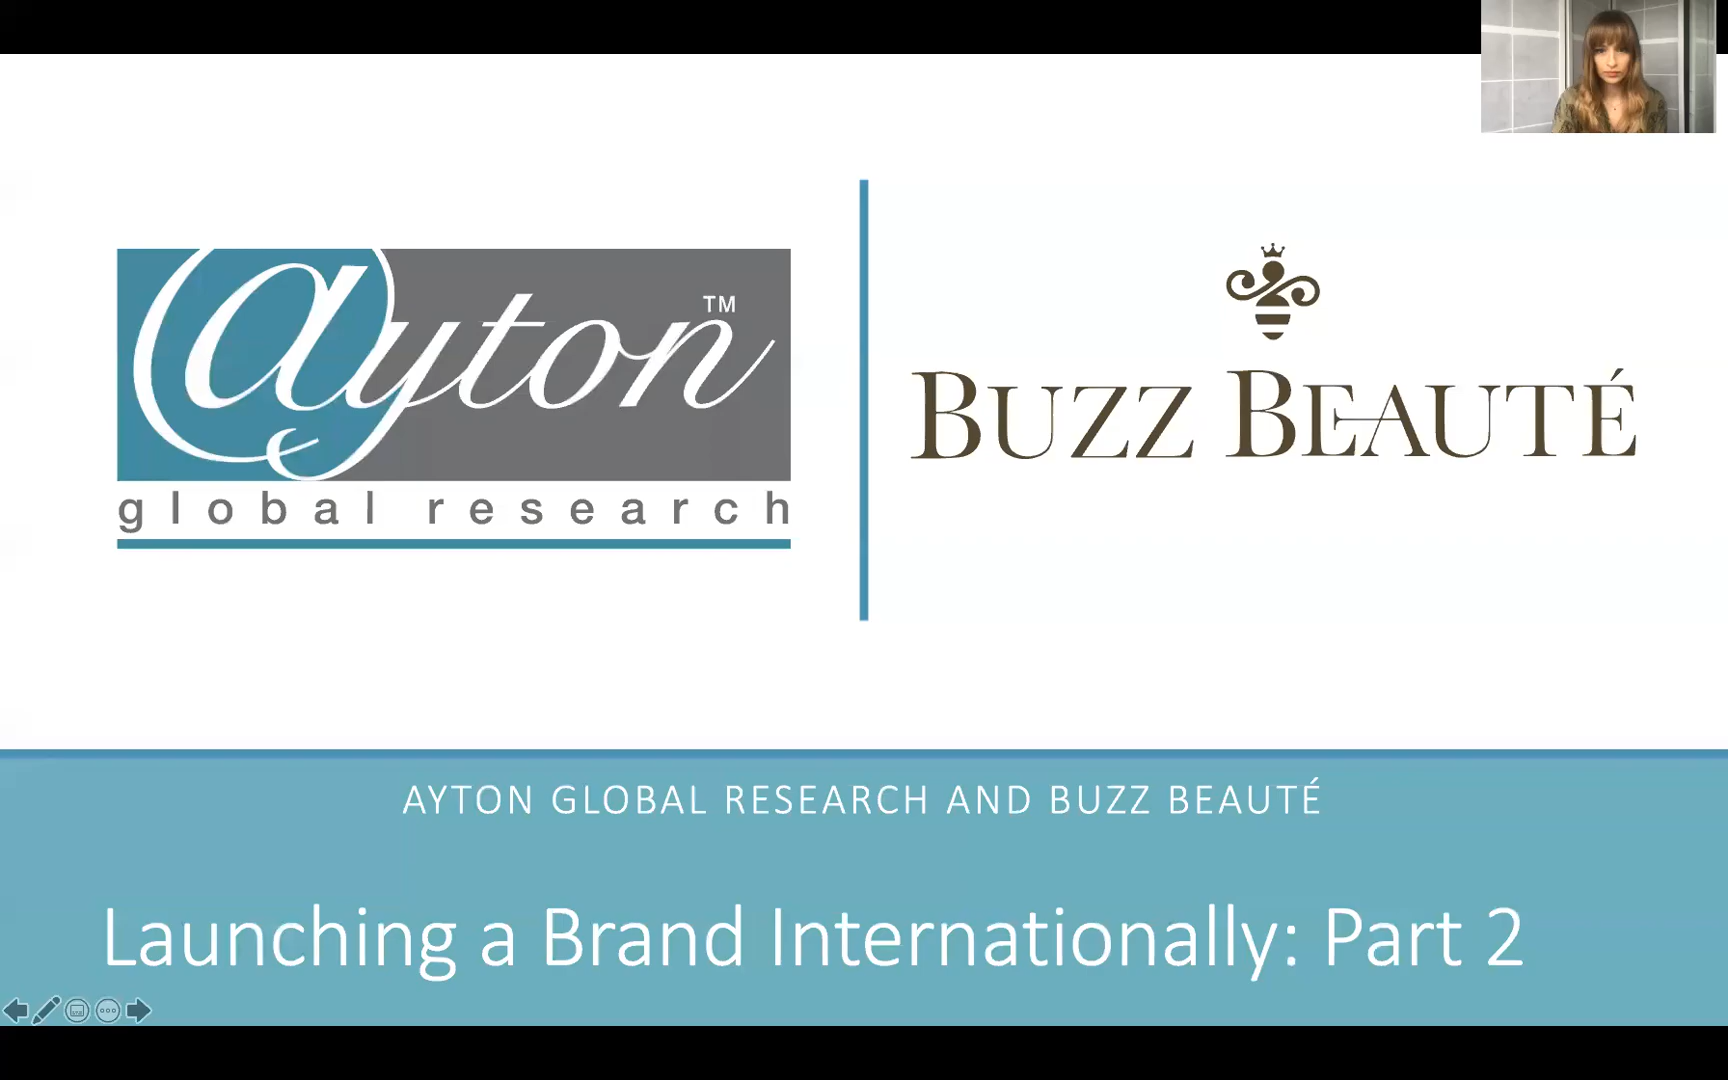 ayton™
global research
BUZZ BEAUTÉ
AYTON GLOBAL RESEARCH AND BUZZ BEAUTÉ
Launching a Brand Internationally: Part 2